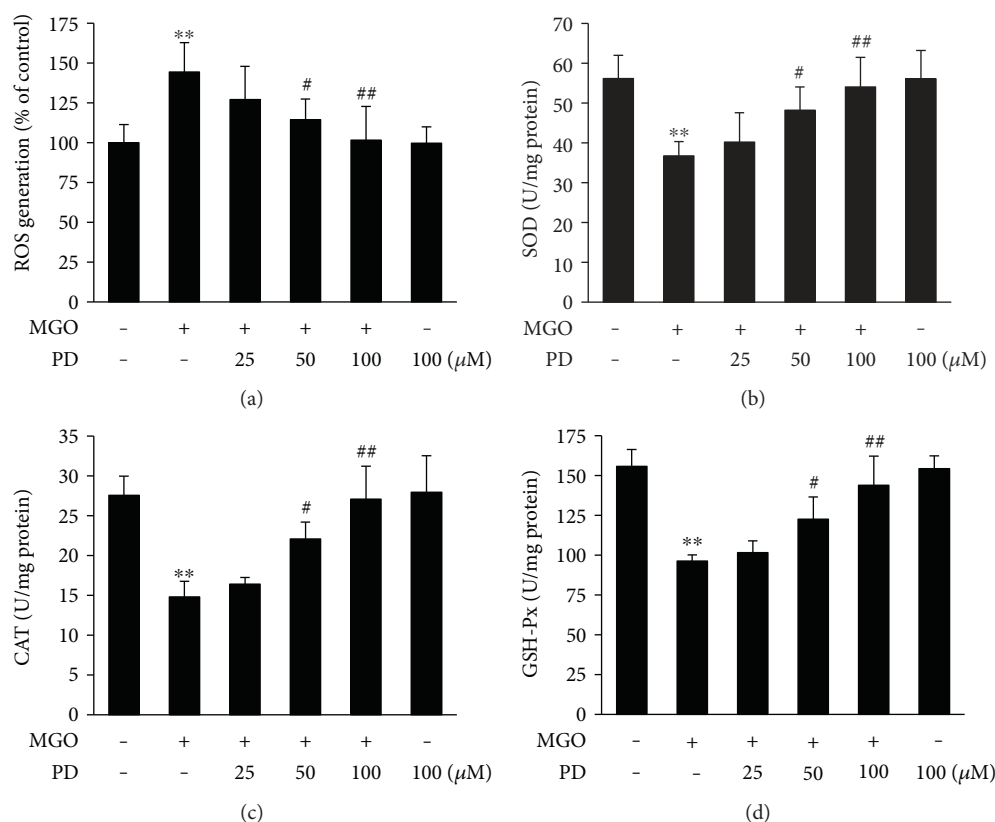 ROS generation (% of control)
175
150
125
100
75
50
25
0
**
#
##
MGO – + + + + –
PD – – 25 50 100 100 (μM)
(a)
SOD (U/mg protein)
70
60
50
40
30
20
10
0
**
#
##
MGO – + + + + –
PD – – 25 50 100 100 (μM)
(b)
CAT (U/mg protein)
35
30
25
20
15
10
5
0
**
#
##
MGO – + + + + –
PD – – 25 50 100 100 (μM)
(c)
GSH-Px (U/mg protein)
175
150
125
100
75
50
25
0
**
#
##
MGO – + + + + –
PD – – 25 50 100 100 (μM)
(d)